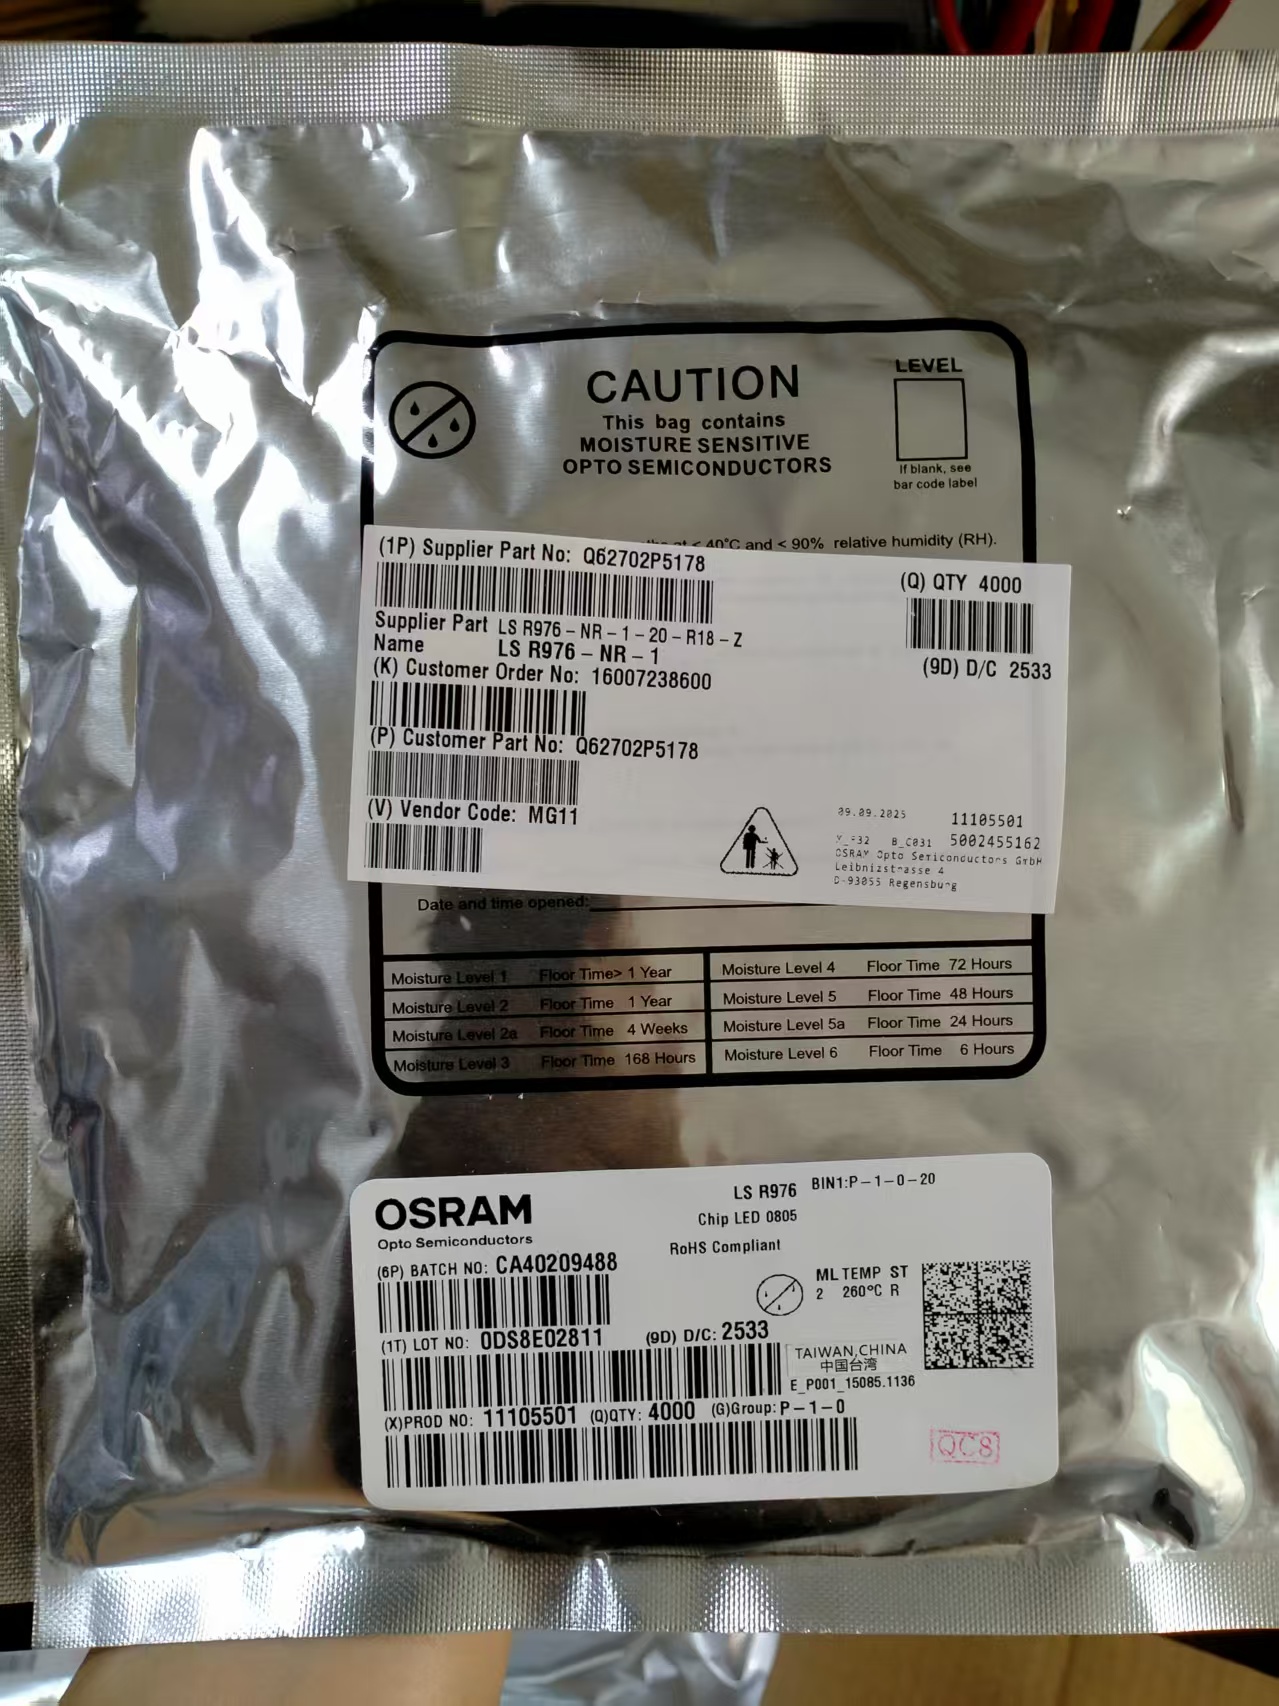 CAUTION
This bag contains
MOISTURE SENSITIVE
OPTO SEMICONDUCTORS
LEVEL
If blank, see
bar code label
at < 40°C and < 90% relative humidity (RH).
(1P) Supplier Part No: Q62702P5178
(Q) QTY 4000
Supplier Part LS R976-NR-1-20-R18-Z
Name LS R976-NR-1
(9D) D/C 2533
(K) Customer Order No: 16007238600
(P) Customer Part No: Q62702P5178
(V) Vendor Code: MG11
09.09.2025 11105501
B_C031 5002455162
OSRAM Opto Semiconductors GmbH
Leibnizstrasse 4
D-93055 Regensburg
Date and time opened:
Moisture Level 1 Floor Time> 1 Year
Moisture Level 2 Floor Time 1 Year
Moisture Level 2a Floor Time 4 Weeks
Moisture Level 3 Floor Time 168 Hours
Moisture Level 4 Floor Time 72 Hours
Moisture Level 5 Floor Time 48 Hours
Moisture Level 5a Floor Time 24 Hours
Moisture Level 6 Floor Time 6 Hours
OSRAM
Opto Semiconductors
LS R976 BIN1:P-1-0-20
Chip LED 0805
RoHS Compliant
(6P) BATCH NO: CA40209488
ML TEMP ST
2 260°C R
(1T) LOT NO: 0DS8E02811 (9D) D/C: 2533
TAIWAN,CHINA
中国台湾
E_P001_15085.1136
(X)PROD NO: 11105501 (Q)QTY: 4000 (G)Group: P-1-0
QC8